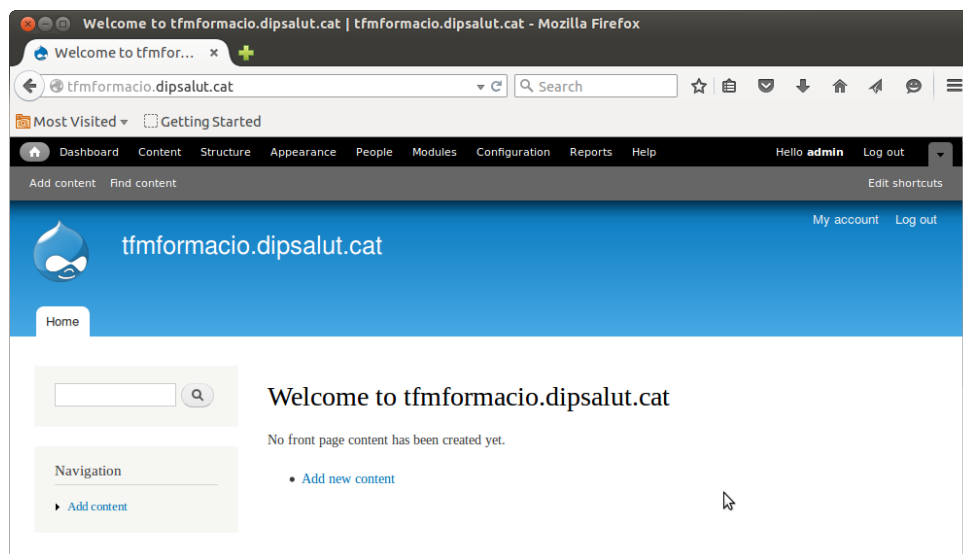 Welcome to tfmformacio.dipsalut.cat | tfmformacio.dipsalut.cat - Mozilla Firefox
Welcome to tfmfor...
tfmformacio.dipsalut.cat
Search
Most Visited
Getting Started
Dashboard Content Structure Appearance People Modules Configuration Reports Help Hello admin Log out
Add content Find content Edit shortcuts
My account Log out
tfmformacio.dipsalut.cat
Home
Welcome to tfmformacio.dipsalut.cat
No front page content has been created yet.
Navigation
Add new content
Add content